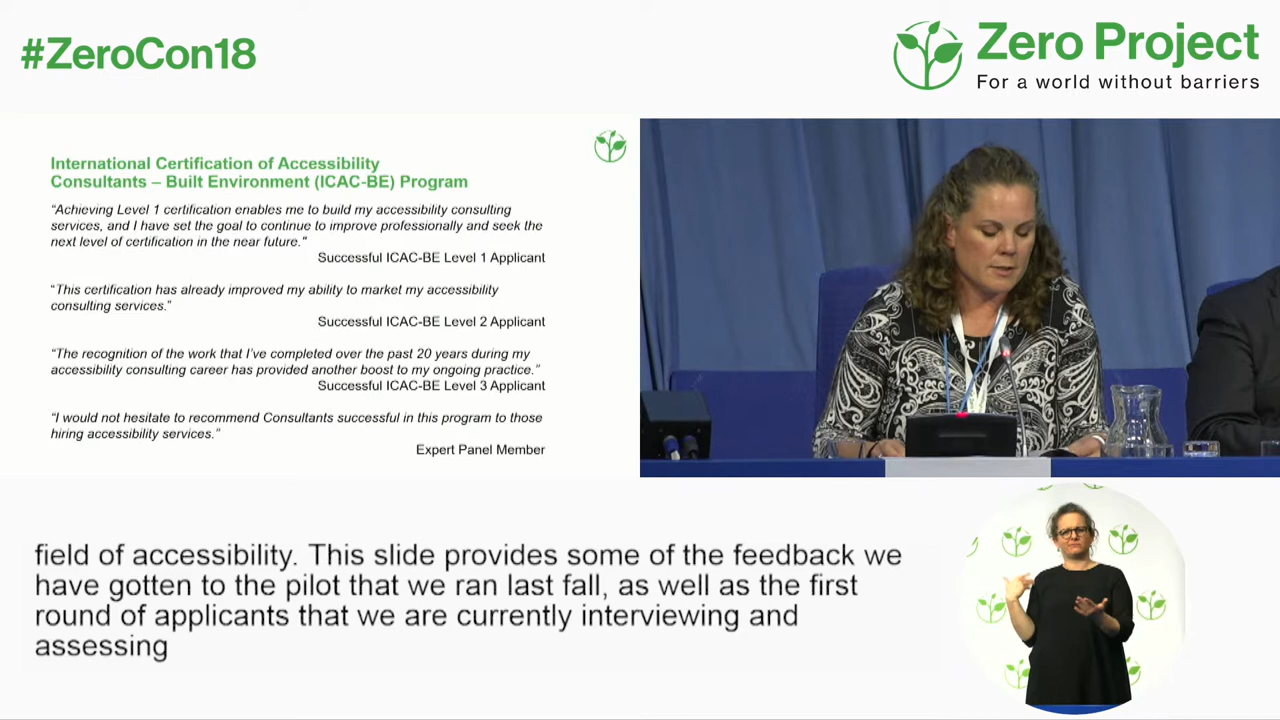 #ZeroCon18
Zero Project
For a world without barriers
International Certification of Accessibility
Consultants – Built Environment (ICAC-BE) Program
“Achieving Level 1 certification enables me to build my accessibility consulting
services, and I have set the goal to continue to improve professionally and seek the
next level of certification in the near future.”
Successful ICAC-BE Level 1 Applicant
“This certification has already improved my ability to market my accessibility
consulting services.“
Successful ICAC-BE Level 2 Applicant
“The recognition of the work that I’ve completed over the past 20 years during my
accessibility consulting career has provided another boost to my ongoing practice.”
Successful ICAC-BE Level 3 Applicant
“I would not hesitate to recommend Consultants successful in this program to those
hiring accessibility services.”
Expert Panel Member
field of accessibility. This slide provides some of the feedback we
have gotten to the pilot that we ran last fall, as well as the first
round of applicants that we are currently interviewing and
assessing